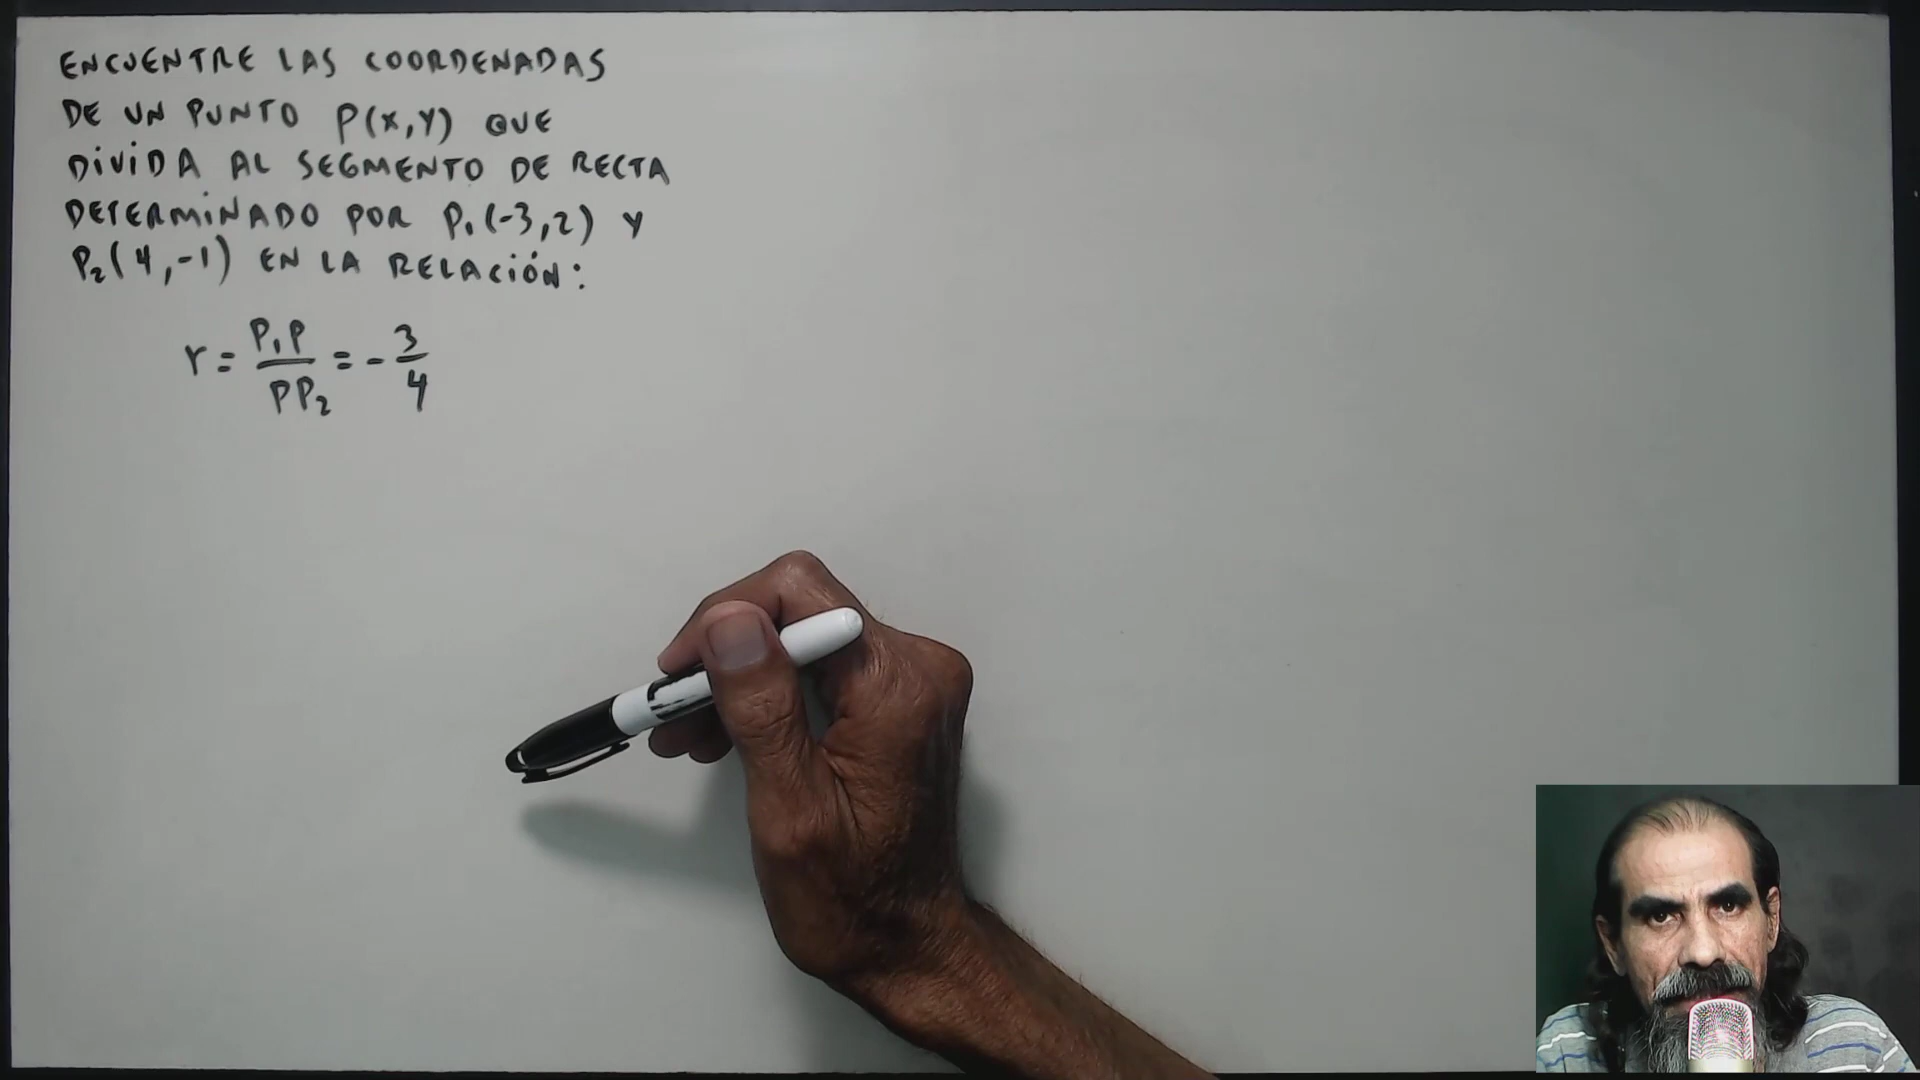 ENCUENTRE LAS COORDENADAS
DE UN PUNTO P(X,Y) QUE
DiViDA AL SEGMENTO DE RECTA
DETERMiNADO POR P₁(-3,2) Y
P₂(4,-1) EN LA RELACiÓN:
r = P₁P / PP₂ = - 3/4